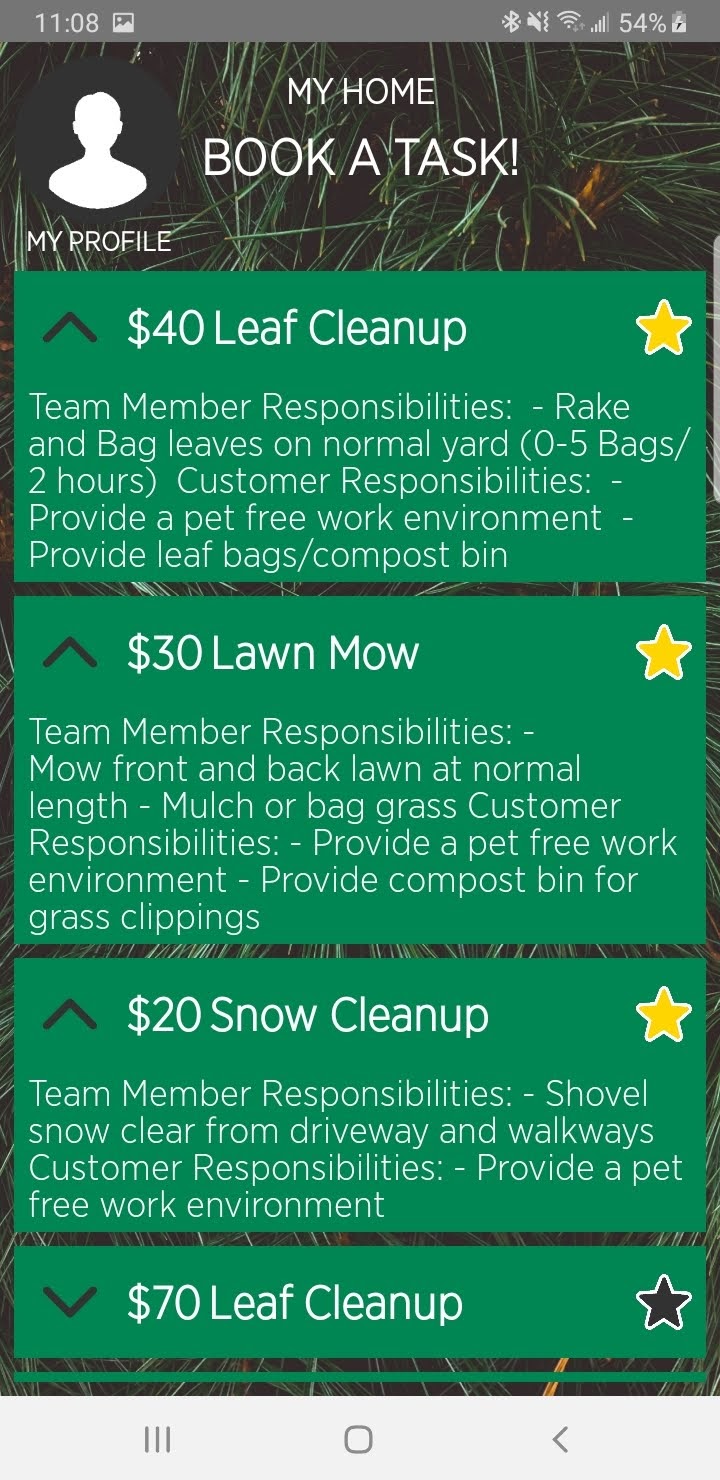 11:08 54%
MY HOME
BOOK A TASK!
MY PROFILE
$40 Leaf Cleanup
Team Member Responsibilities:  - Rake
and Bag leaves on normal yard (0-5 Bags/
2 hours)  Customer Responsibilities:  -
Provide a pet free work environment  -
Provide leaf bags/compost bin
$30 Lawn Mow
Team Member Responsibilities: -
Mow front and back lawn at normal
length - Mulch or bag grass Customer
Responsibilities: - Provide a pet free work
environment - Provide compost bin for
grass clippings
$20 Snow Cleanup
Team Member Responsibilities: - Shovel
snow clear from driveway and walkways
Customer Responsibilities: - Provide a pet
free work environment
$70 Leaf Cleanup